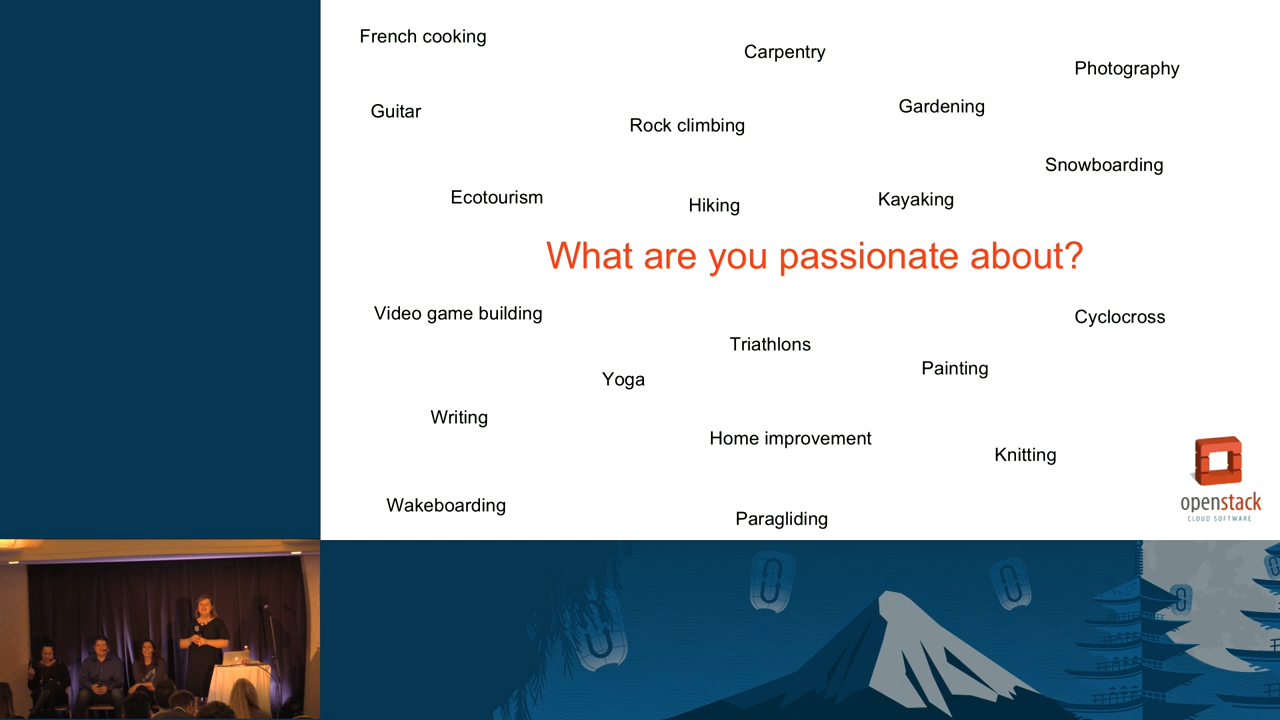 French cooking
Carpentry
Photography
Guitar
Gardening
Rock climbing
Snowboarding
Ecotourism
Hiking
Kayaking
What are you passionate about?
Video game building
Cyclocross
Triathlons
Painting
Yoga
Writing
Home improvement
Knitting
Wakeboarding
Paragliding
openstack
CLOUD SOFTWARE